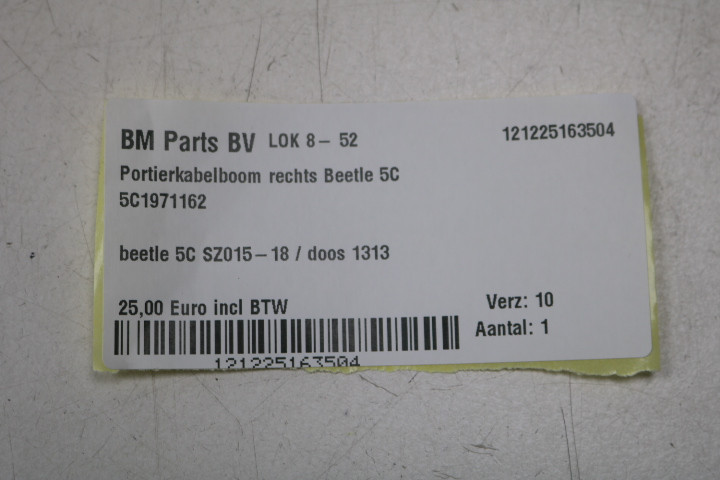 BM Parts BV LOK 8- 52 121225163504
Portierkabelboom rechts Beetle 5C
5C1971162
beetle 5C SZ015-18 / doos 1313
25,00 Euro incl BTW Verz: 10
Aantal: 1
121225163504